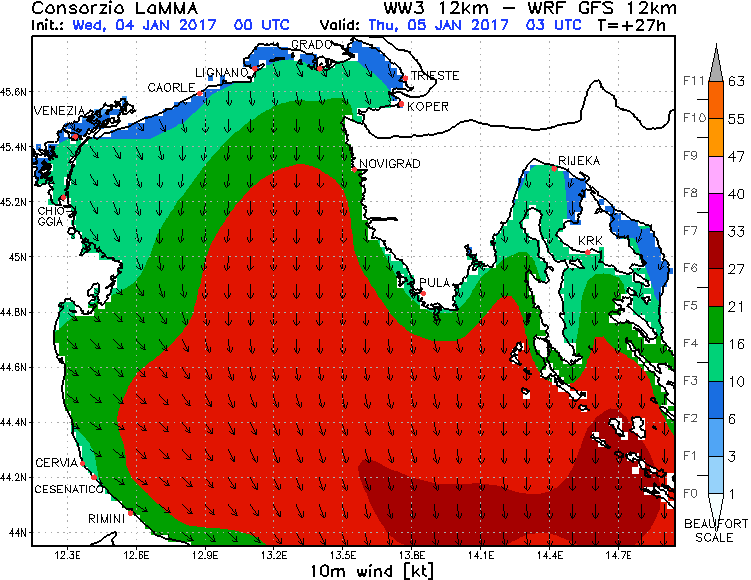 Consorzio LaMMA WW3 12km – WRF GFS 12km
Init.: Wed, 04 JAN 2017 00 UTC Valid: Thu, 05 JAN 2017 03 UTC T=+27h
GRADO
LIGNANO
TRIESTE
CAORLE
KOPER
VENEZIA
NOVIGRAD
RIJEKA
CHIO-
GGIA
KRK
PULA
CERVIA
CESENATICO
RIMINI
45.6N
45.4N
45.2N
45N
44.8N
44.6N
44.4N
44.2N
44N
12.3E 12.6E 12.9E 13.2E 13.5E 13.8E 14.1E 14.4E 14.7E
10m wind [kt]
F11 63
F10 55
F9 47
F8 40
F7 33
F6 27
F5 21
F4 16
F3 10
F2 6
F1 3
F0 1
BEAUFORT
SCALE